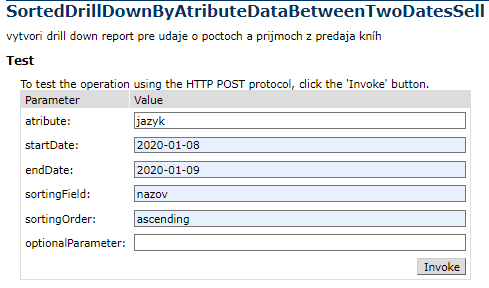 SortedDrillDownByAtributeDataBetweenTwoDatesSell
vytvori drill down report pre udaje o poctoch a prijmoch z predaja kníh
Test
To test the operation using the HTTP POST protocol, click the 'Invoke' button.
Parameter Value
atribute: jazyk
startDate: 2020-01-08
endDate: 2020-01-09
sortingField: nazov
sortingOrder: ascending
optionalParameter:
Invoke